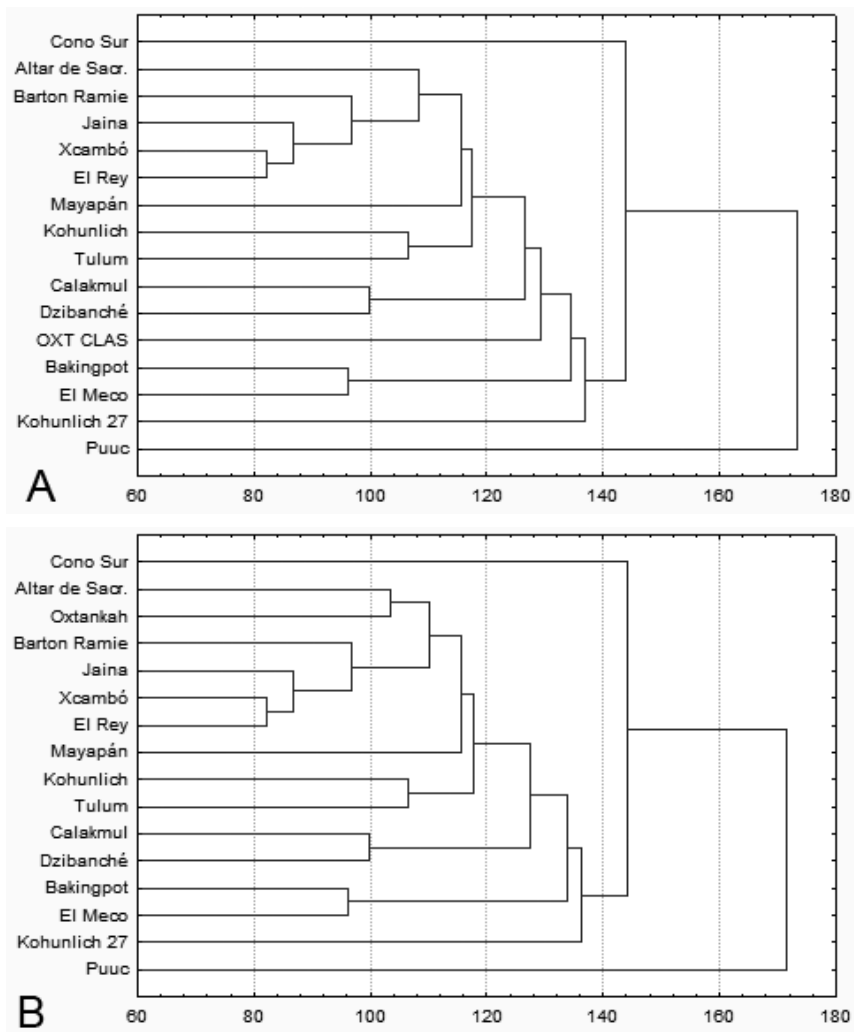 Cono Sur
Altar de Sacr.
Barton Ramie
Jaina
Xcambó
El Rey
Mayapán
Kohunlich
Tulum
Calakmul
Dzibanché
OXT CLAS
Bakingpot
El Meco
Kohunlich 27
Puuc
A
60 80 100 120 140 160 180
Cono Sur
Altar de Sacr.
Oxtankah
Barton Ramie
Jaina
Xcambó
El Rey
Mayapán
Kohunlich
Tulum
Calakmul
Dzibanché
Bakingpot
El Meco
Kohunlich 27
Puuc
B
60 80 100 120 140 160 180